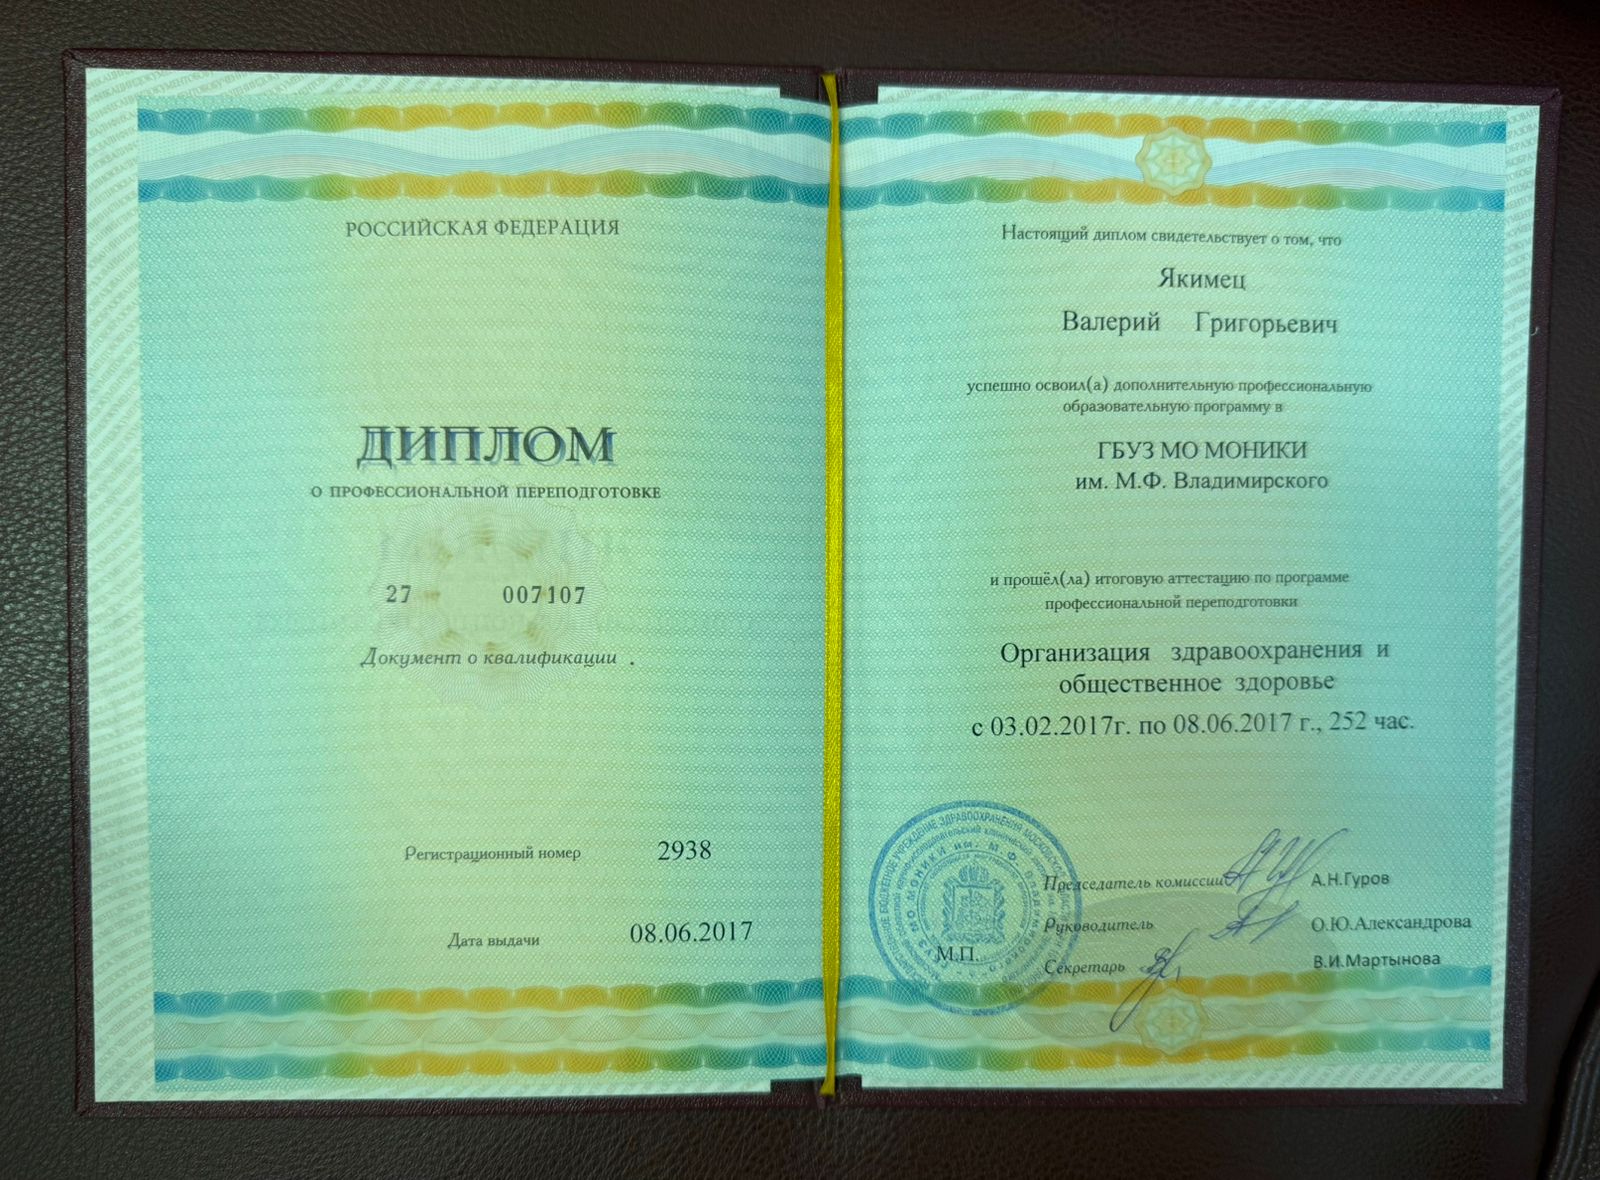 РОССИЙСКАЯ ФЕДЕРАЦИЯ
ДИПЛОМ
О ПРОФЕССИОНАЛЬНОЙ ПЕРЕПОДГОТОВКЕ
27 007107
Документ о квалификации .
Регистрационный номер 2938
Дата выдачи 08.06.2017
Настоящий диплом свидетельствует о том, что
Якимец
Валерий Григорьевич
успешно освоил(а) дополнительную профессиональную
образовательную программу в
ГБУЗ МО МОНИКИ
им. М.Ф. Владимирского
и прошёл(ла) итоговую аттестацию по программе
профессиональной переподготовки
Организация здравоохранения и
общественное здоровье
с 03.02.2017г. по 08.06.2017 г., 252 час.
Председатель комиссии А.Н.Гуров
Руководитель О.Ю.Александрова
М.П.
Секретарь В.И.Мартынова